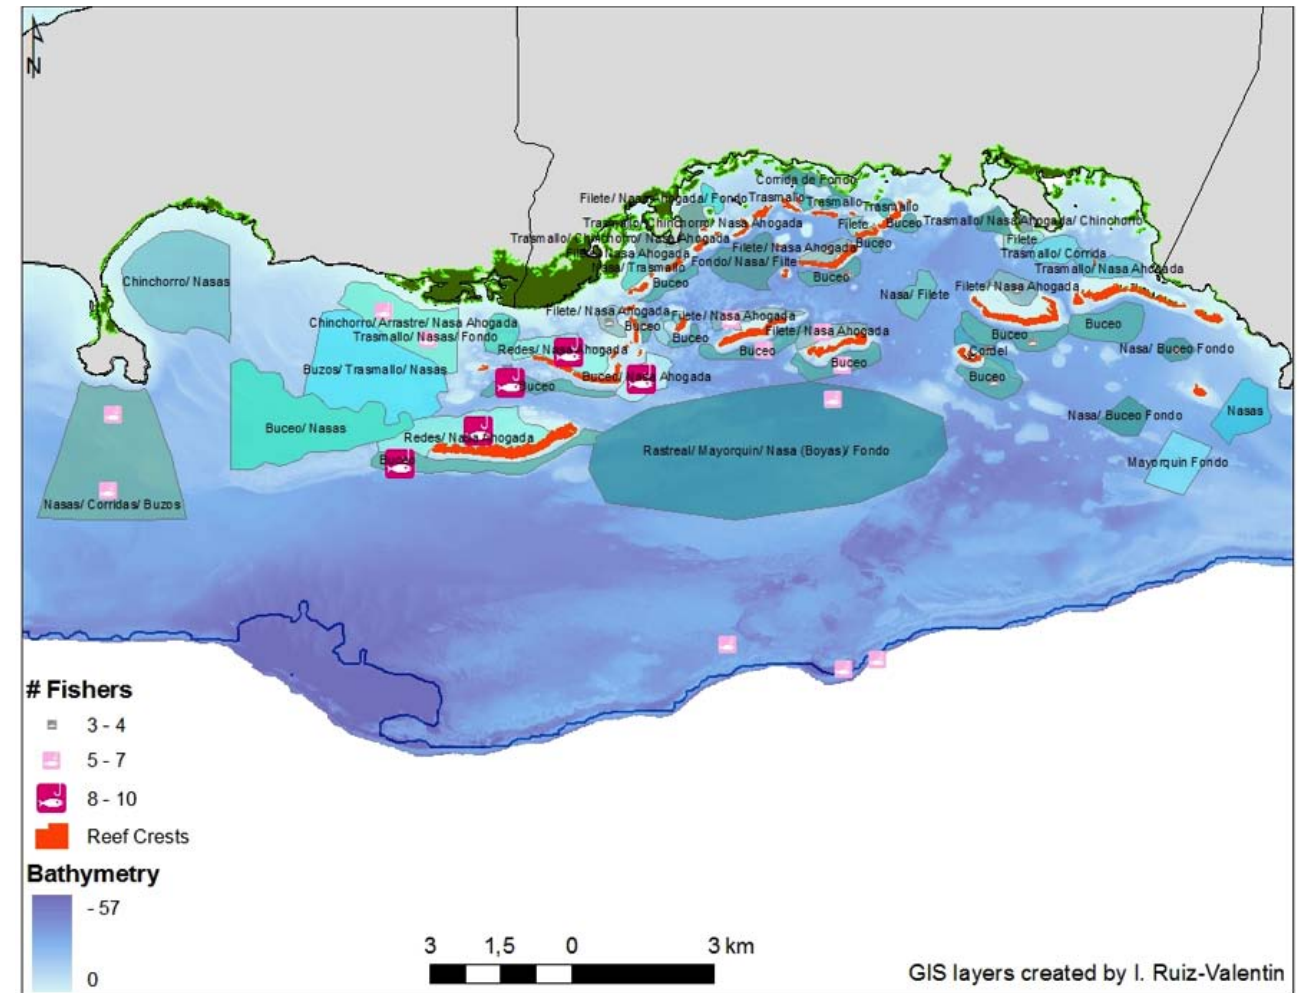 N
Corrida de Fondo
Filete/ Nasa Ahogada/ Fondo
Trasmallo
Trasmallo
Trasmallo
Trasmallo/ Chinchorro/ Nasa Ahogada
Filete
Buceo
Trasmallo/ Nasa Ahogada/ Chinchorro
Trasmallo/ Chinchorro/ Nasa Ahogada
Filete/ Nasa Ahogada
Buceo
Filete
Trasmallo/ Corrida
Nasa Ahogada
Fondo/ Nasa/ Filte
Nasa/ Trasmallo
Trasmallo/ Nasa Ahogada
Chinchorro/ Nasas
Buceo
Buceo
Nasa/ Filete
Filete/ Nasa Ahogada
Filete/ Nasa Ahogada
Filete/ Nasa Ahogada
Chinchorro/ Arrastre/ Nasa Ahogada
Buceo
Filete/ Nasa Ahogada
Buceo
Buceo
Trasmallo/ Nasas/ Fondo
Buceo
Redes/ Nasa Ahogada
Buceo
Cordel
Nasa/ Buceo Fondo
Buceo
Buzos/ Trasmallo/ Nasas
Buceo
Buceo/ Nasa Ahogada
Buceo
Nasas
Nasa/ Buceo Fondo
Buceo/ Nasas
Redes/ Nasa Ahogada
Rastreal/ Mayorquin/ Nasa (Boyas)/ Fondo
Mayorquin Fondo
Nasas/ Corridas/ Buzos
# Fishers
3 - 4
5 - 7
8 - 10
Reef Crests
Bathymetry
- 57
0
3 1,5 0 3 km
GIS layers created by I. Ruiz-Valentin